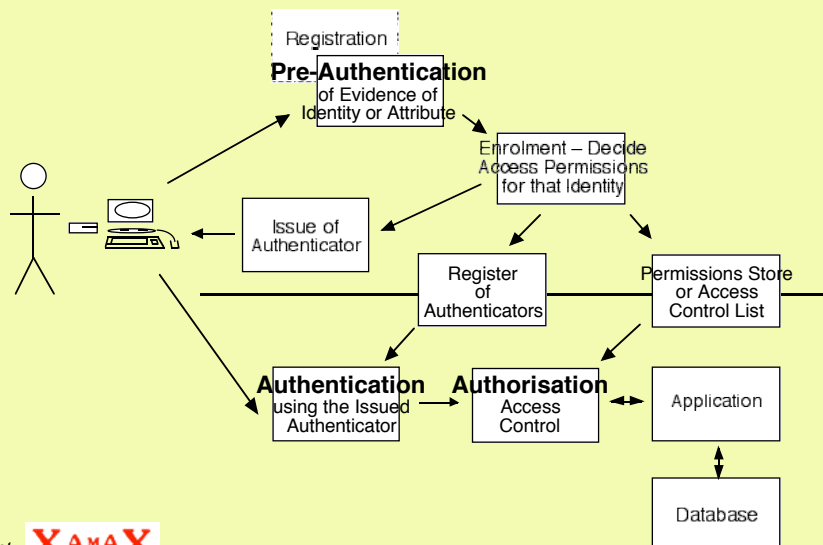 Registration
Pre-Authentication
of Evidence of
Identity or Attribute
Enrolment – Decide
Access Permissions
for that Identity
Issue of
Authenticator
Register
of
Authenticators
Permissions Store
or Access
Control List
Authentication
using the Issued
Authenticator
Authorisation
Access
Control
Application
Database
XAMAX